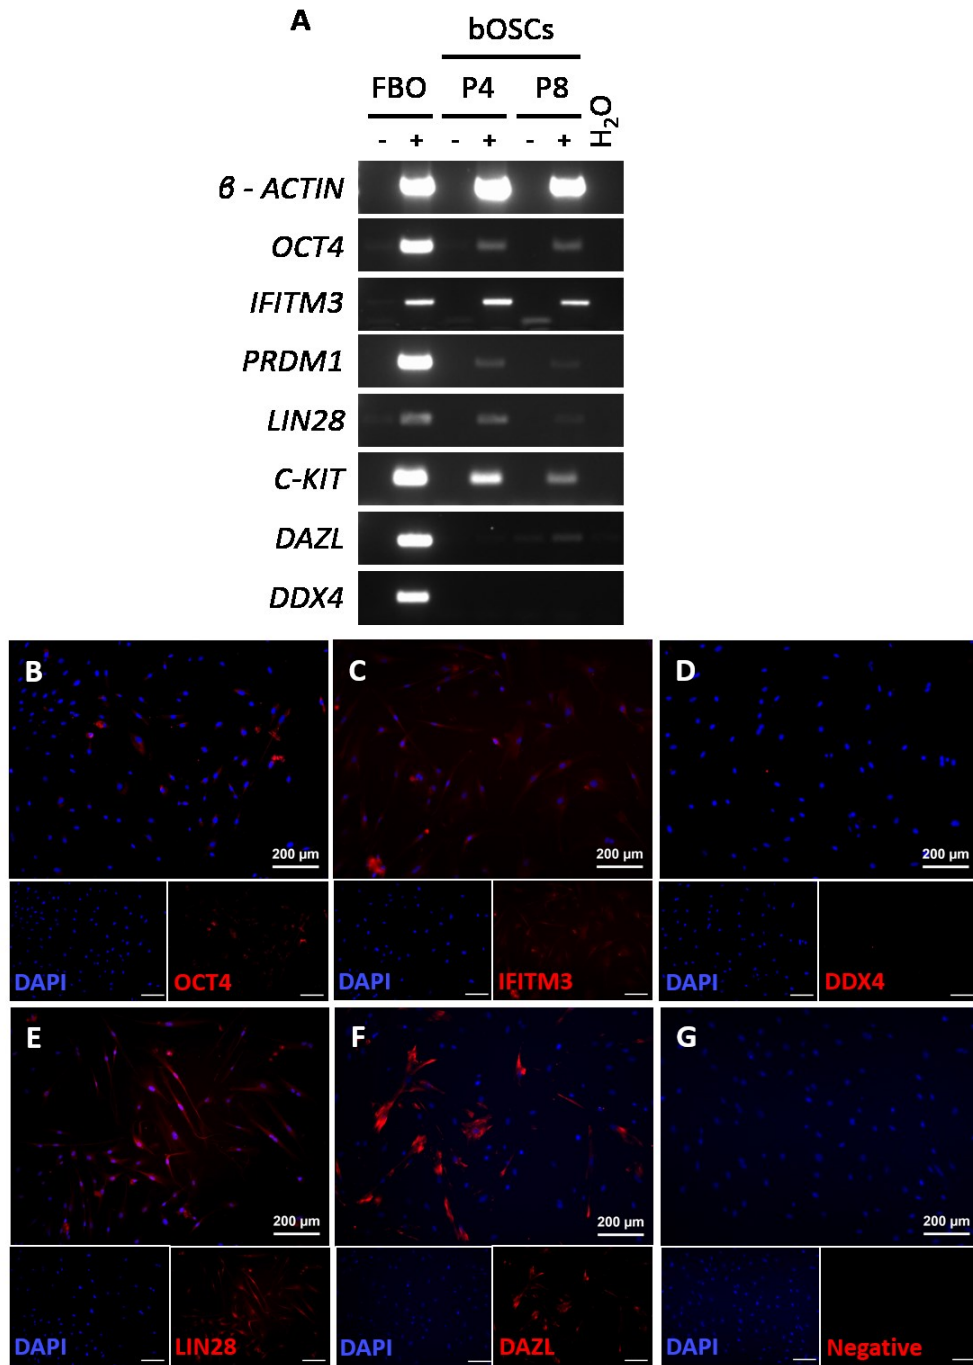 A
bOSCs
FBO P4 P8 H₂O
- + - + - +
β - ACTIN
OCT4
IFITM3
PRDM1
LIN28
C-KIT
DAZL
DDX4
B C D
200 µm 200 µm 200 µm
DAPI OCT4 DAPI IFITM3 DAPI DDX4
E F G
200 µm 200 µm 200 µm
DAPI LIN28 DAPI DAZL DAPI Negative